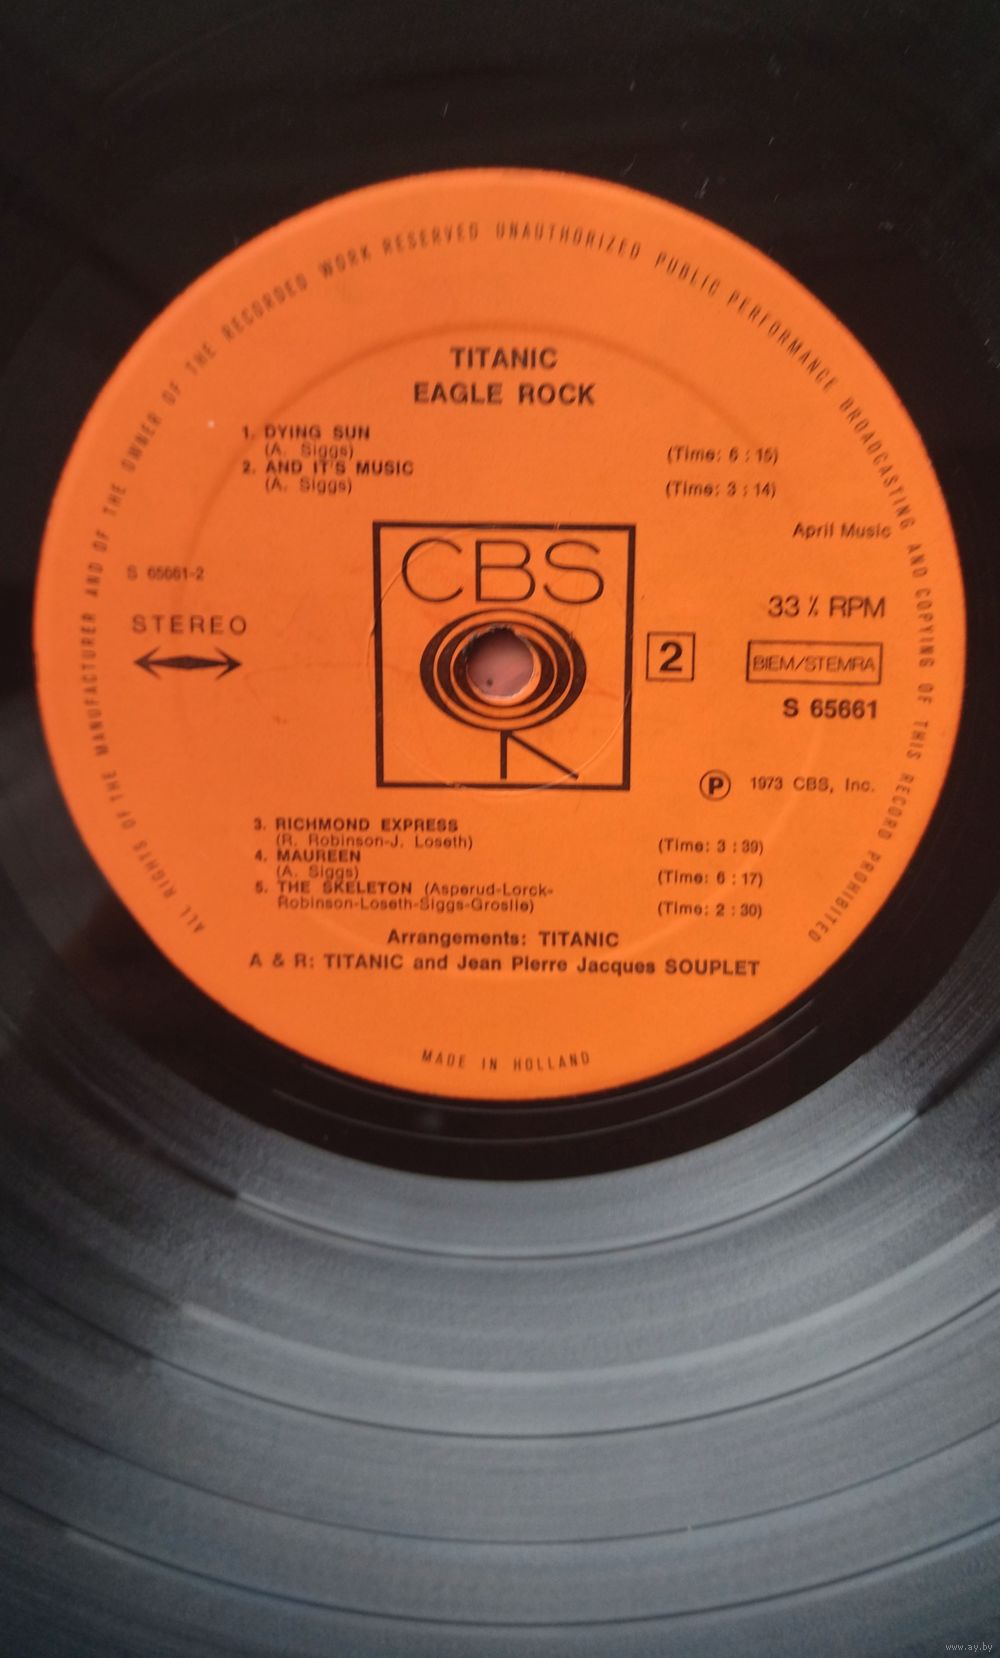 ALL RIGHTS OF THE MANUFACTURER AND OF THE OWNER OF THE RECORDED WORK RESERVED UNAUTHORIZED PUBLIC PERFORMANCE BROADCASTING AND COPYING OF THIS RECORD PROHIBITED
TITANIC
EAGLE ROCK
1. DYING SUN
(A. Siggs) (Time: 6 : 15)
2. AND IT'S MUSIC
(A. Siggs) (Time: 3 : 14)
April Music
CBS
S 65661-2
STEREO
33 ⅓ RPM
2
BIEM/STEMRA
S 65661
℗ 1973 CBS, Inc.
3. RICHMOND EXPRESS
(R. Robinson-J. Loseth) (Time: 3 : 39)
4. MAUREEN
(A. Siggs) (Time: 6 : 17)
5. THE SKELETON (Asperud-Lorck-
Robinson-Loseth-Siggs-Groslie) (Time: 2 : 30)
Arrangements: TITANIC
A & R: TITANIC and Jean Pierre Jacques SOUPLET
MADE IN HOLLAND
www.ay.by